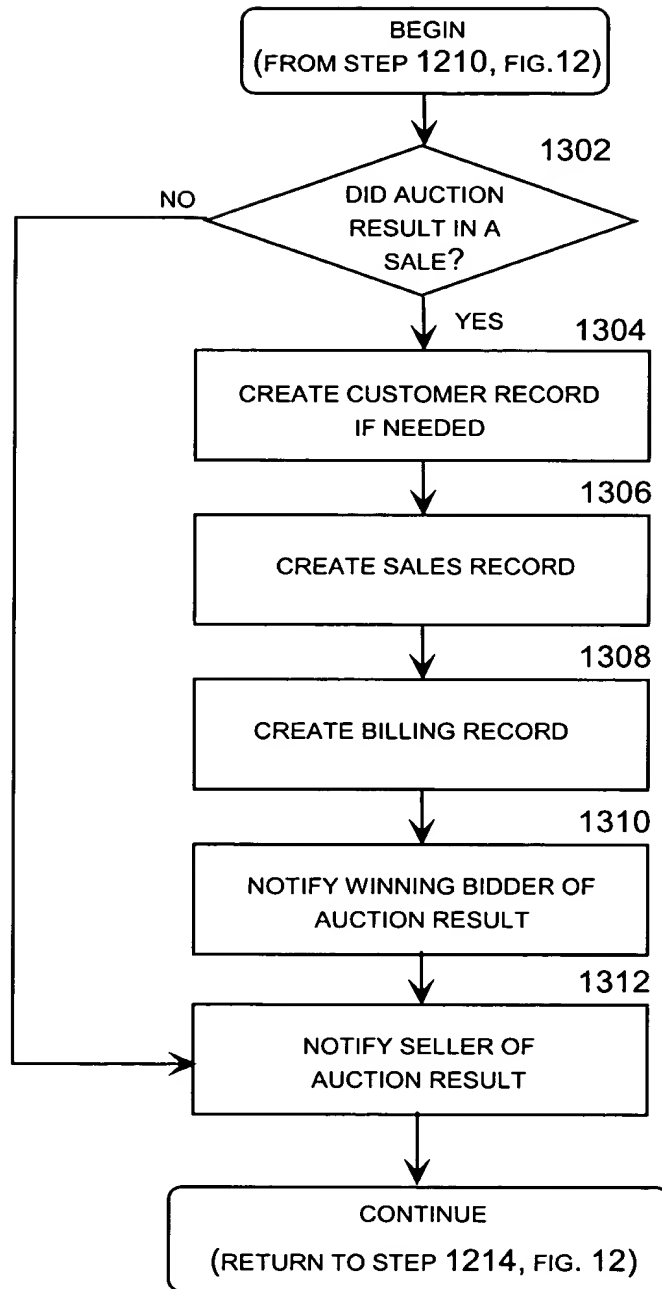 BEGIN
(FROM STEP 1210, FIG.12)
1302
NO
DID AUCTION
RESULT IN A
SALE?
YES
1304
CREATE CUSTOMER RECORD
IF NEEDED
1306
CREATE SALES RECORD
1308
CREATE BILLING RECORD
1310
NOTIFY WINNING BIDDER OF
AUCTION RESULT
1312
NOTIFY SELLER OF
AUCTION RESULT
CONTINUE
(RETURN TO STEP 1214, FIG. 12)